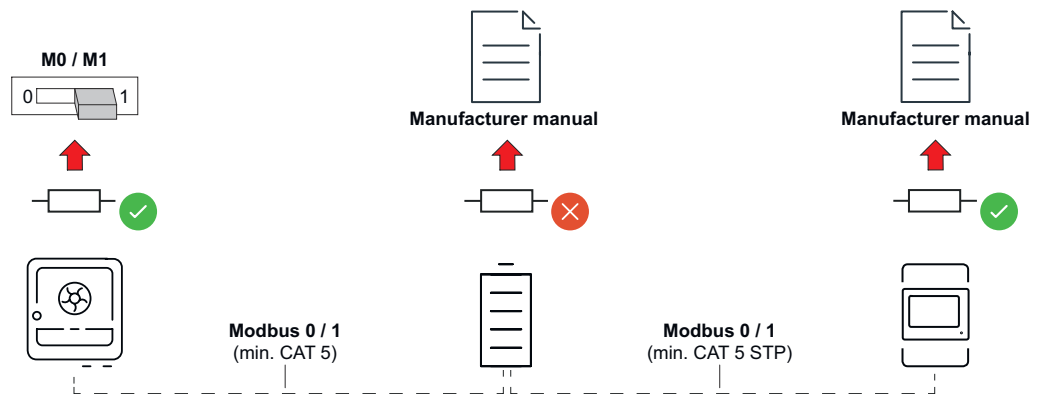 M0 / M1
0 1
Manufacturer manual
Manufacturer manual
Modbus 0 / 1
(min. CAT 5)
Modbus 0 / 1
(min. CAT 5 STP)